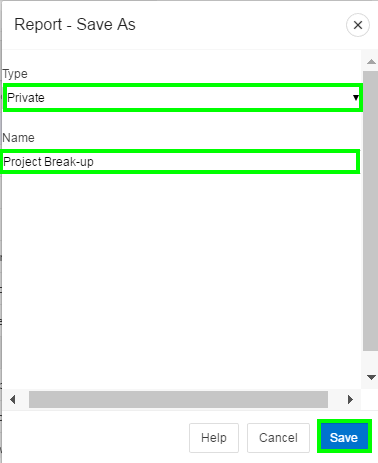 Report - Save As
Type
Private
Name
Project Break-up
Help
Cancel
Save